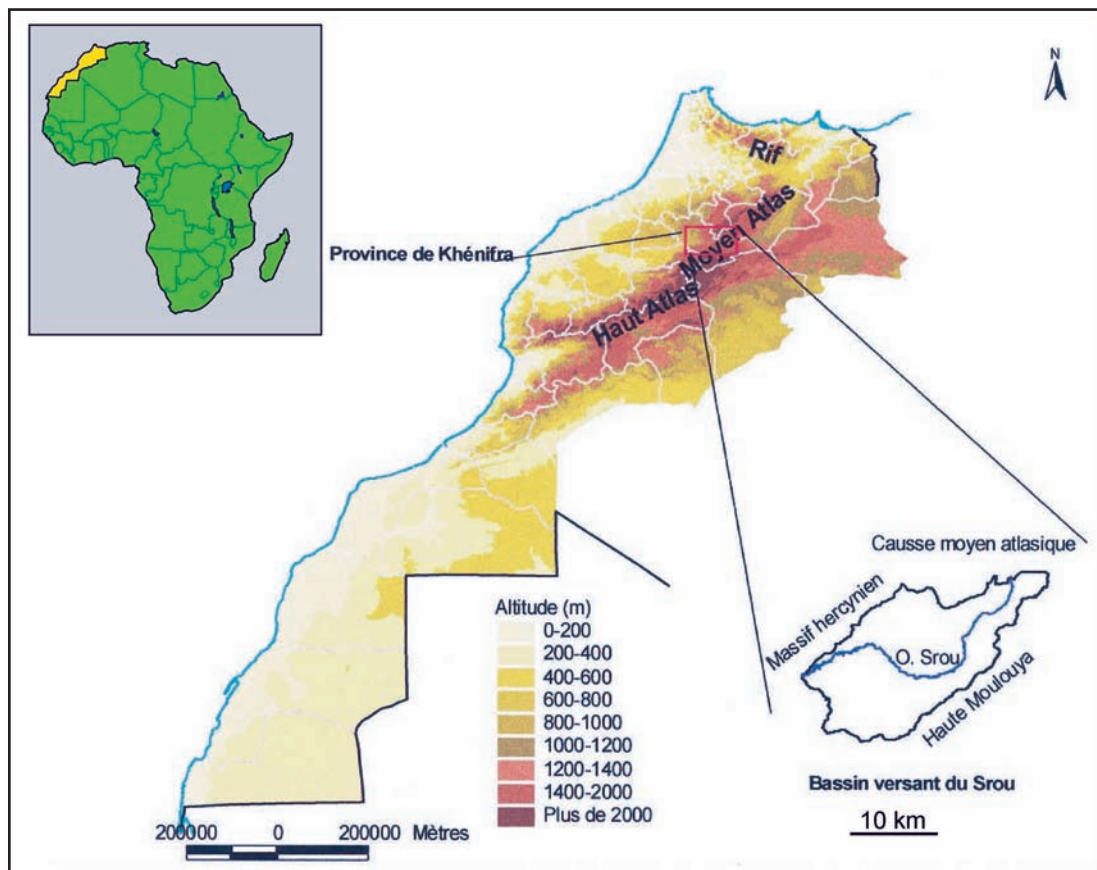 N
Rif
Province de Khénifra
Moyen Atlas
Haut Atlas
Causse moyen atlasique
Massif hercynien
O. Srou
Haute Moulouya
Bassin versant du Srou
10 km
Altitude (m)
0-200
200-400
400-600
600-800
800-1000
1000-1200
1200-1400
1400-2000
Plus de 2000
200000 0 200000 Mètres